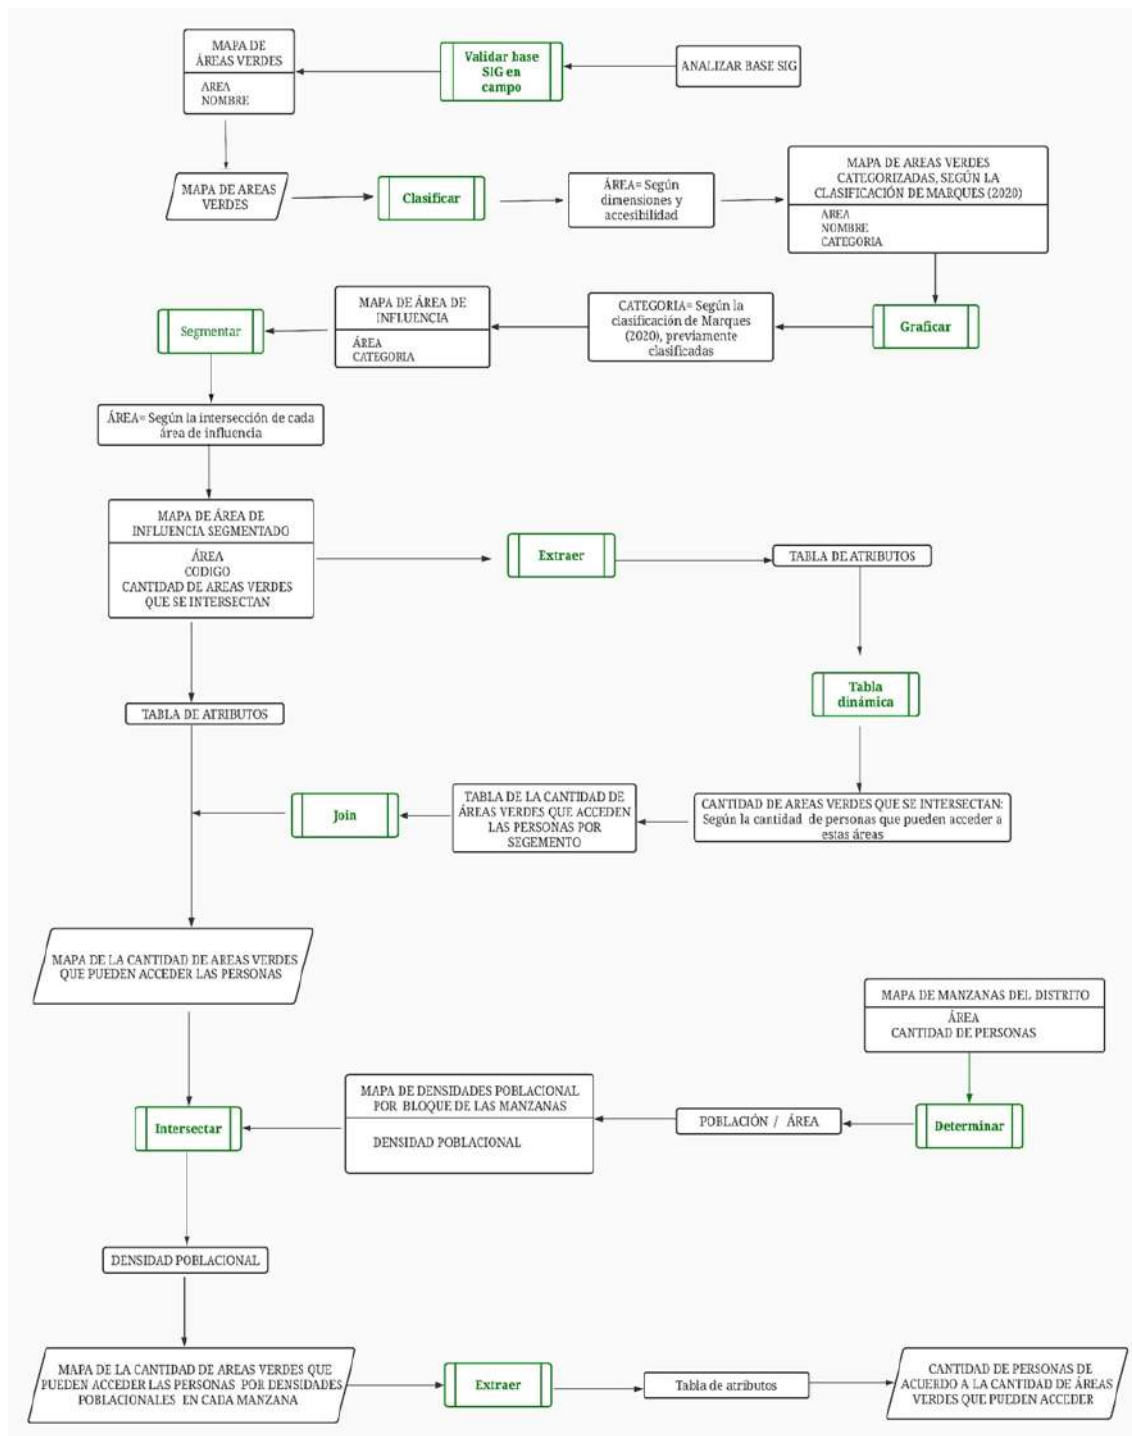 MAPA DE
ÁREAS VERDES
AREA
NOMBRE
Validar base
SIG en
campo
ANALIZAR BASE SIG
MAPA DE AREAS
VERDES
Clasificar
ÁREA= Según
dimensiones y
accesibilidad
MAPA DE AREAS VERDES
CATEGORIZADAS, SEGÚN LA
CLASIFICACIÓN DE MARQUES (2020)
AREA
NOMBRE
CATEGORIA
Segmentar
MAPA DE ÁREA DE
INFLUENCIA
ÁREA
CATEGORIA
CATEGORIA= Según la
clasificación de Marques
(2020), previamente
clasificadas
Graficar
ÁREA= Según la intersección de cada
área de influencia
MAPA DE ÁREA DE
INFLUENCIA SEGMENTADO
ÁREA
CODIGO
CANTIDAD DE AREAS VERDES
QUE SE INTERSECTAN
Extraer
TABLA DE ATRIBUTOS
Tabla
dinámica
TABLA DE ATRIBUTOS
Join
TABLA DE LA CANTIDAD DE
ÁREAS VERDES QUE ACCEDEN
LAS PERSONAS POR
SEGEMENTO
CANTIDAD DE AREAS VERDES QUE SE INTERSECTAN:
Según la cantidad de personas que pueden acceder a
estas áreas
MAPA DE LA CANTIDAD DE AREAS VERDES
QUE PUEDEN ACCEDER LAS PERSONAS
MAPA DE MANZANAS DEL DISTRITO
ÁREA
CANTIDAD DE PERSONAS
Intersectar
MAPA DE DENSIDADES POBLACIONAL
POR BLOQUE DE LAS MANZANAS
DENSIDAD POBLACIONAL
POBLACIÓN / ÁREA
Determinar
DENSIDAD POBLACIONAL
MAPA DE LA CANTIDAD DE AREAS VERDES QUE
PUEDEN ACCEDER LAS PERSONAS POR DENSIDADES
POBLACIONALES EN CADA MANZANA
Extraer
Tabla de atributos
CANTIDAD DE PERSONAS DE
ACUERDO A LA CANTIDAD DE ÁREAS
VERDES QUE PUEDEN ACCEDER